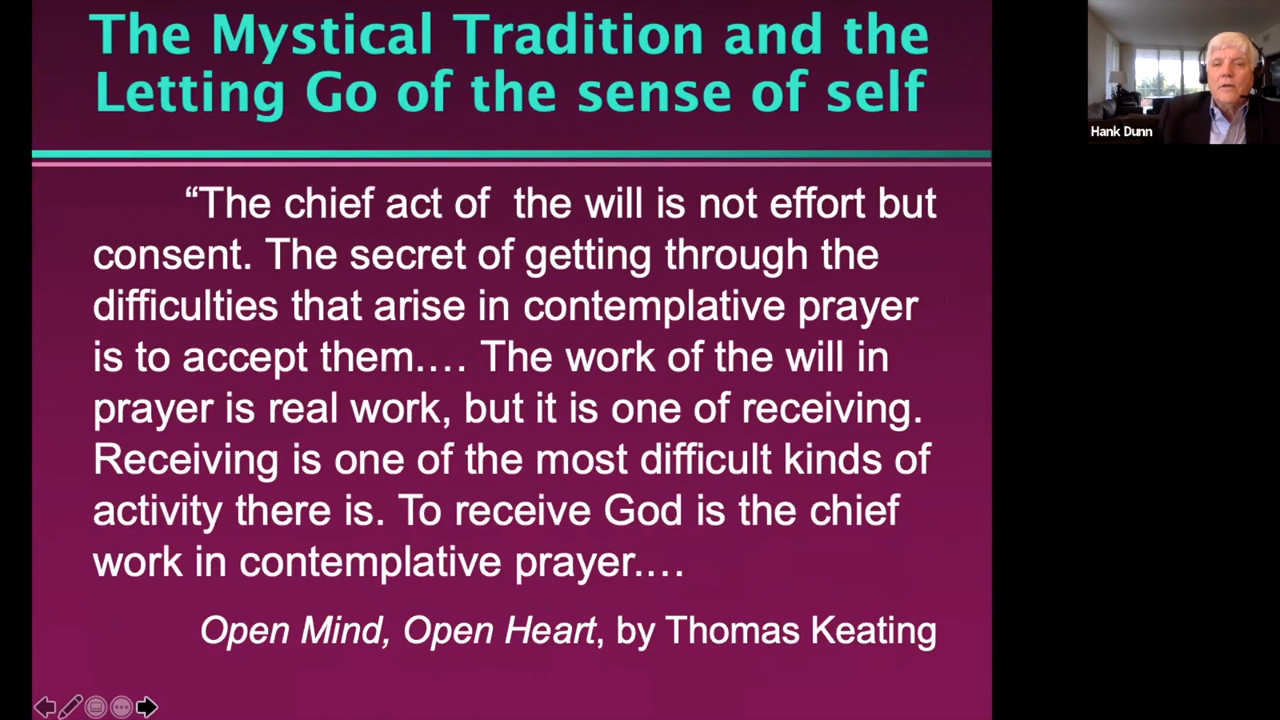 The Mystical Tradition and the
Letting Go of the sense of self
“The chief act of  the will is not effort but
consent. The secret of getting through the
difficulties that arise in contemplative prayer
is to accept them.… The work of the will in
prayer is real work, but it is one of receiving.
Receiving is one of the most difficult kinds of
activity there is. To receive God is the chief
work in contemplative prayer.…
Open Mind, Open Heart, by Thomas Keating
Hank Dunn